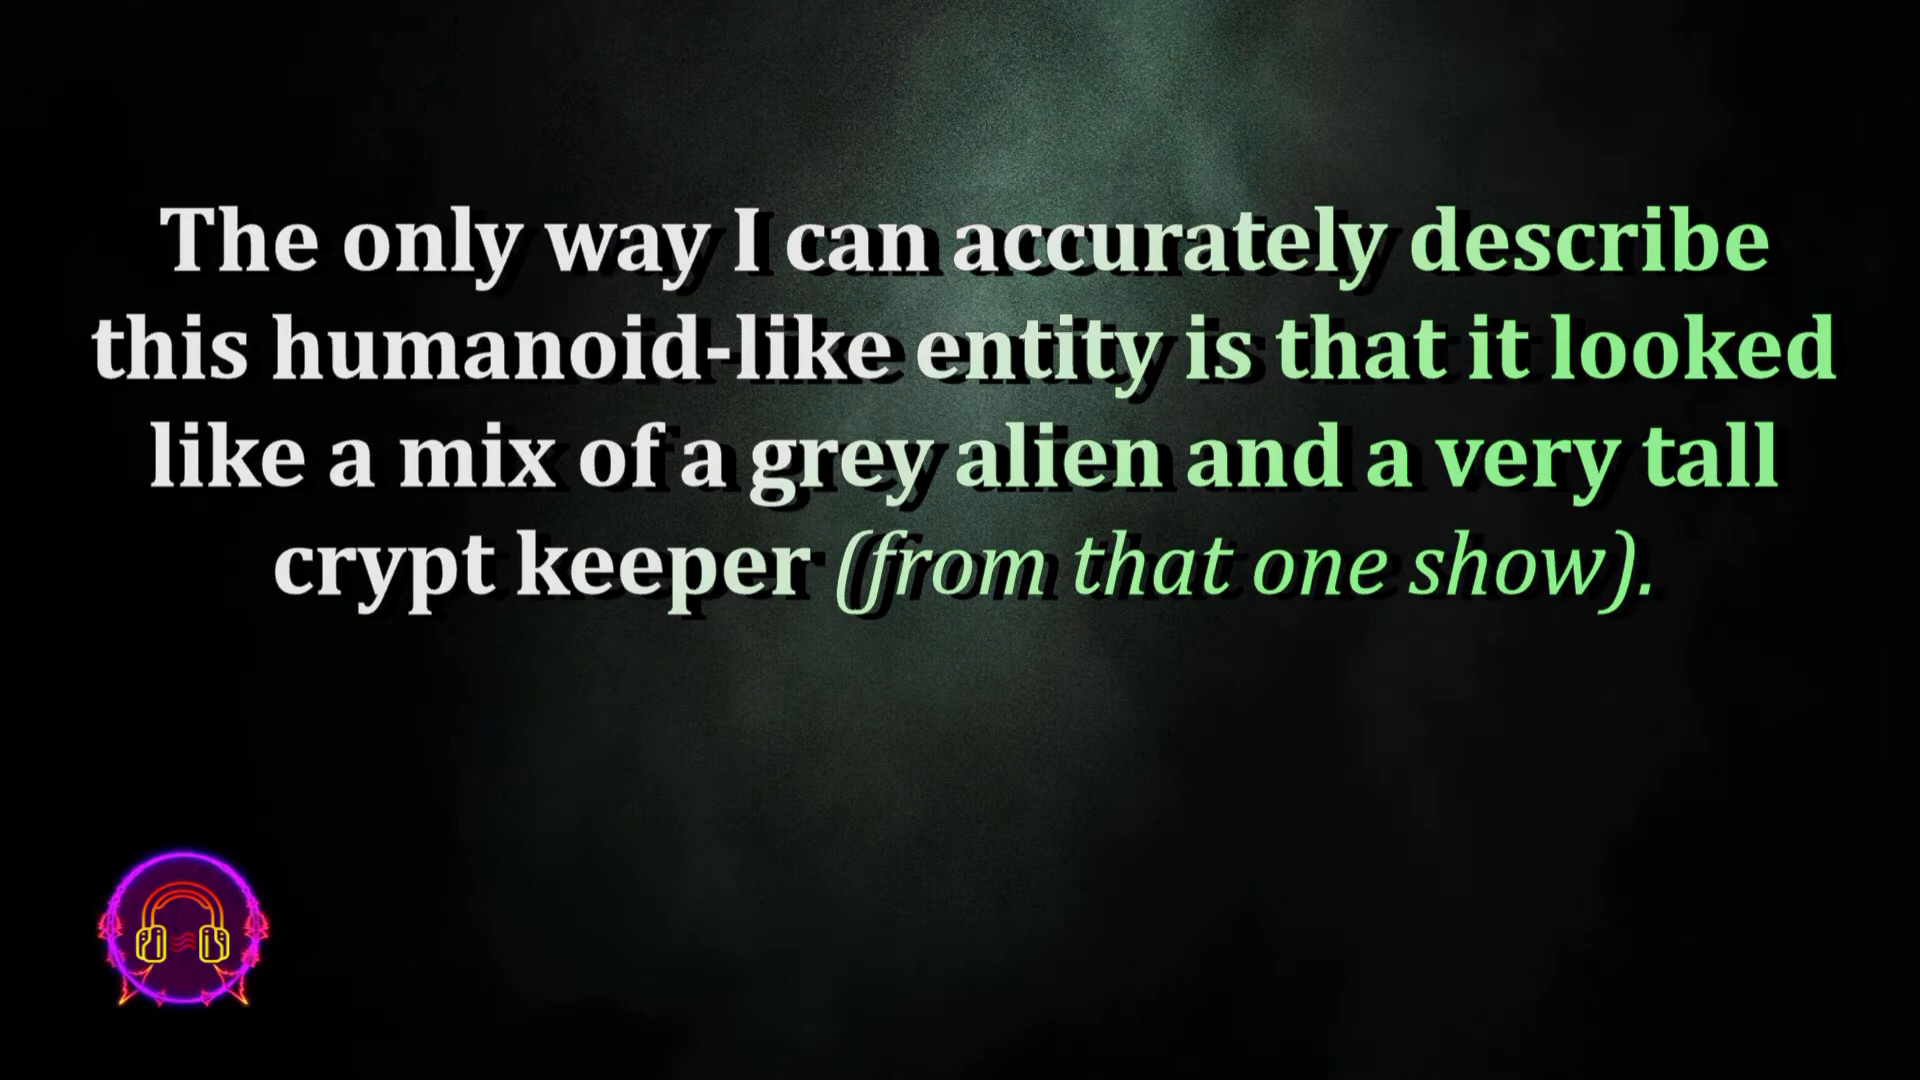 The only way I can accurately describe
this humanoid-like entity is that it looked
like a mix of a grey alien and a very tall
crypt keeper (from that one show).